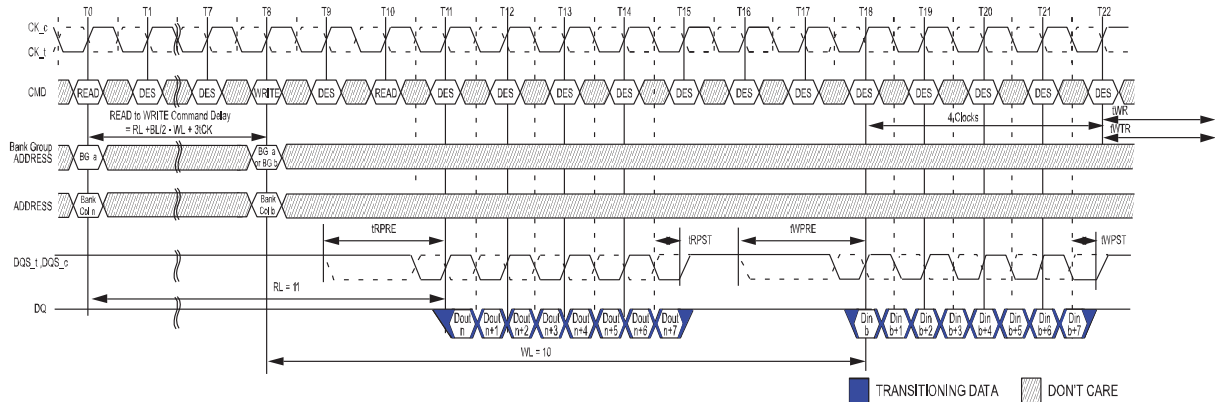 T0 T1 T7 T8 T9 T10 T11 T12 T13 T14 T15 T16 T17 T18 T19 T20 T21 T22
CK_c
CK_t
CMD READ DES DES WRITE DES READ DES DES DES DES DES DES DES DES DES DES DES DES
READ to WRITE Command Delay
= RL +BL/2 - WL + 3tCK
4 Clocks
tWR
tWTR
Bank Group
ADDRESS
BG a
BG a
or BG b
ADDRESS
Bank
Col n
Bank
Col b
tRPRE tRPST tWPRE tWPST
DQS_t,DQS_c
RL = 11
DQ
Dout
n
Dout
n+1
Dout
n+2
Dout
n+3
Dout
n+4
Dout
n+5
Dout
n+6
Dout
n+7
Din
b
Din
b+1
Din
b+2
Din
b+3
Din
b+4
Din
b+5
Din
b+6
Din
b+7
WL = 10
TRANSITIONING DATA DON'T CARE